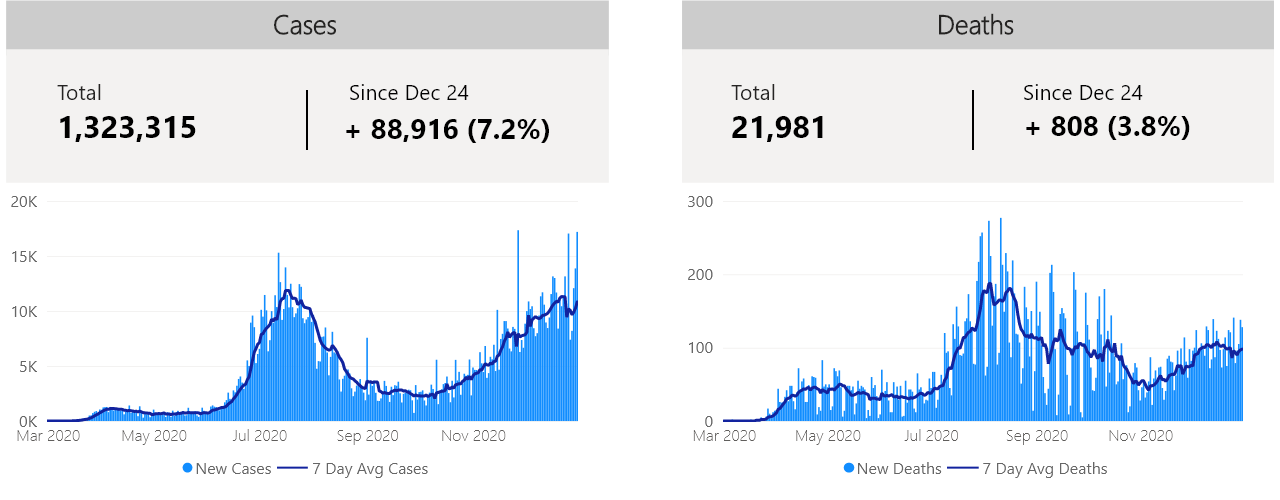 Cases
Total
1,323,315
Since Dec 24
+ 88,916 (7.2%)
20K
15K
10K
5K
0K
Mar 2020 May 2020 Jul 2020 Sep 2020 Nov 2020
New Cases 7 Day Avg Cases
Deaths
Total
21,981
Since Dec 24
+ 808 (3.8%)
300
200
100
0
Mar 2020 May 2020 Jul 2020 Sep 2020 Nov 2020
New Deaths 7 Day Avg Deaths